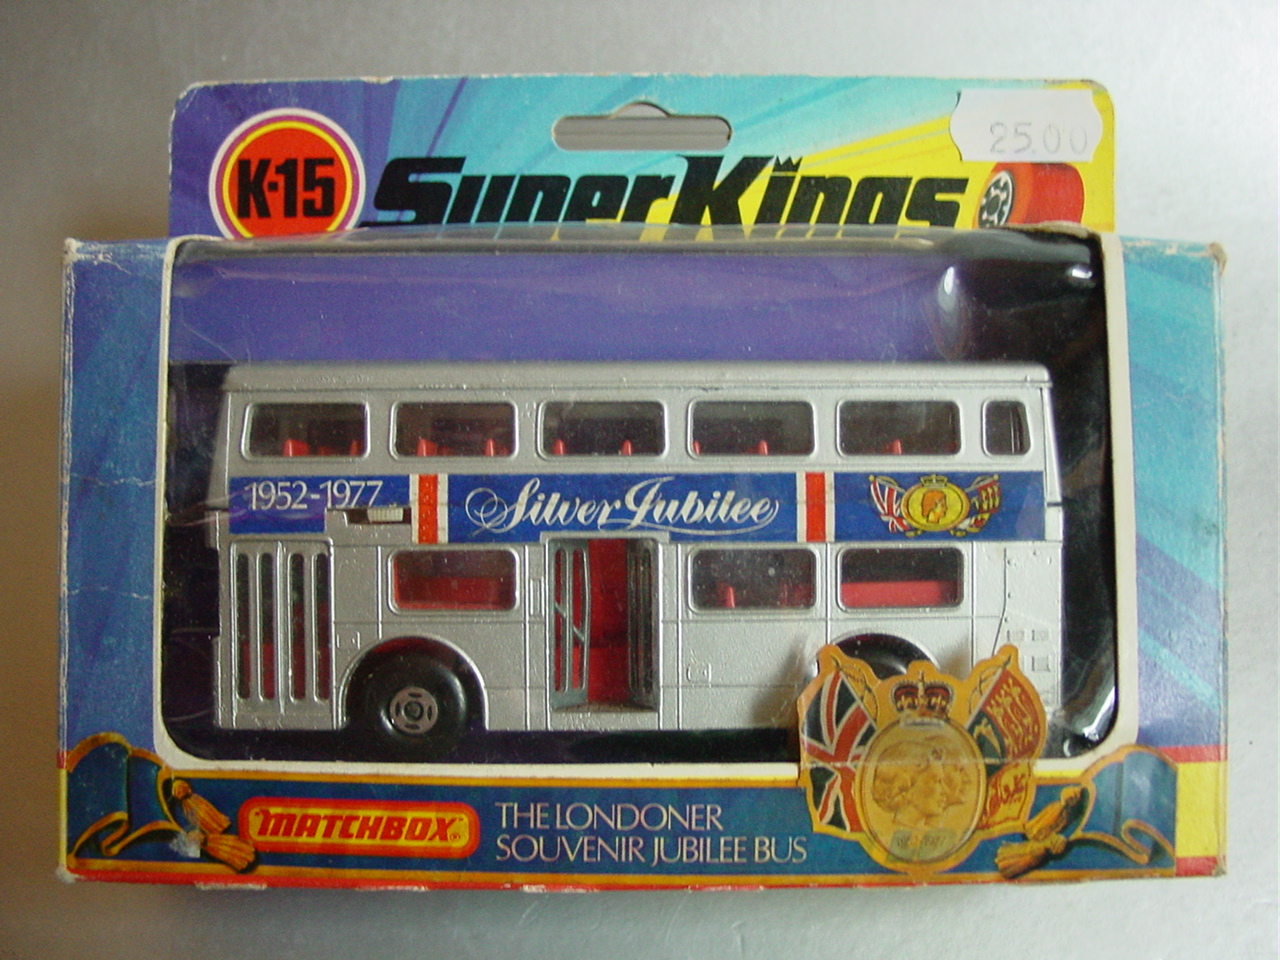 25.00
K-15
SuperKings
1952-1977
Silver Jubilee
MATCHBOX
THE LONDONER
SOUVENIR JUBILEE BUS